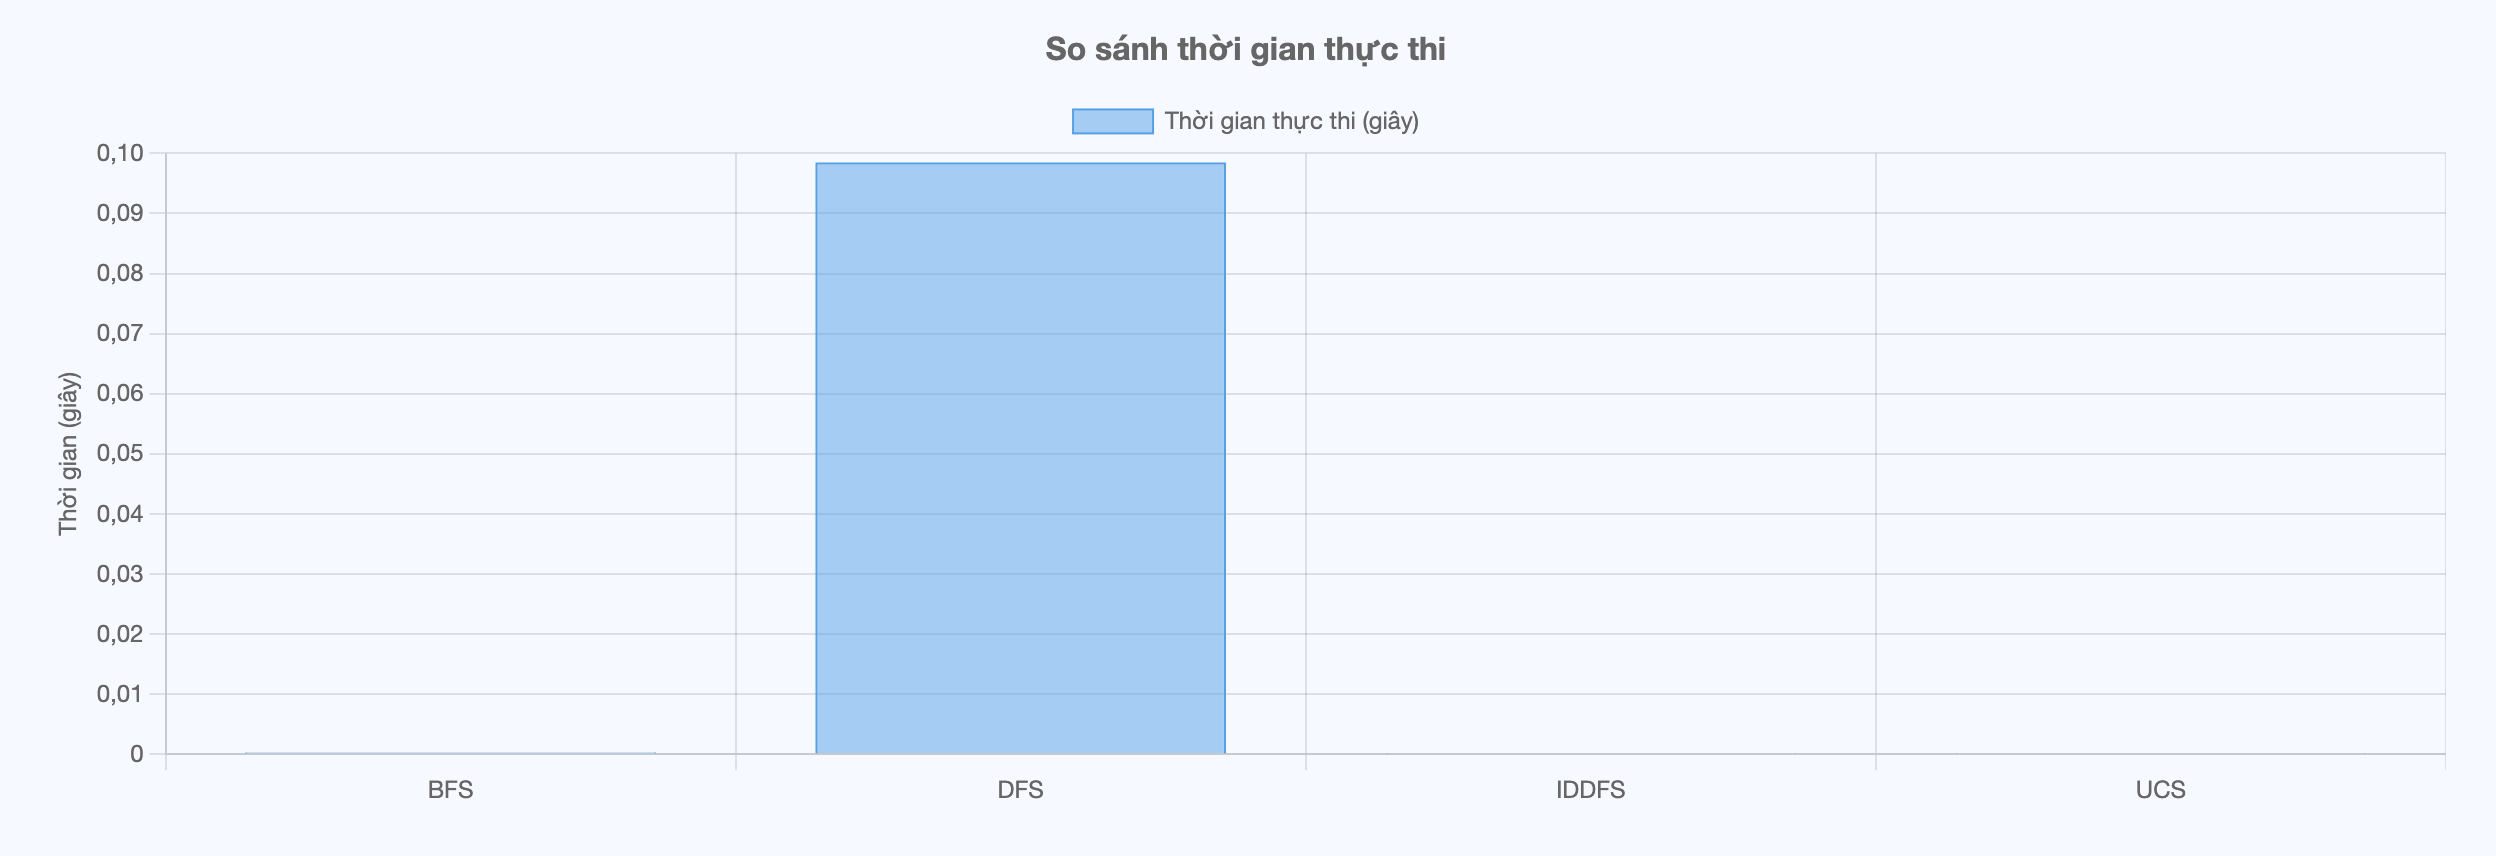 So sánh thời gian thực thi
Thời gian thực thi (giây)
Thời gian (giây)
0,10
0,09
0,08
0,07
0,06
0,05
0,04
0,03
0,02
0,01
0
BFS
DFS
IDDFS
UCS